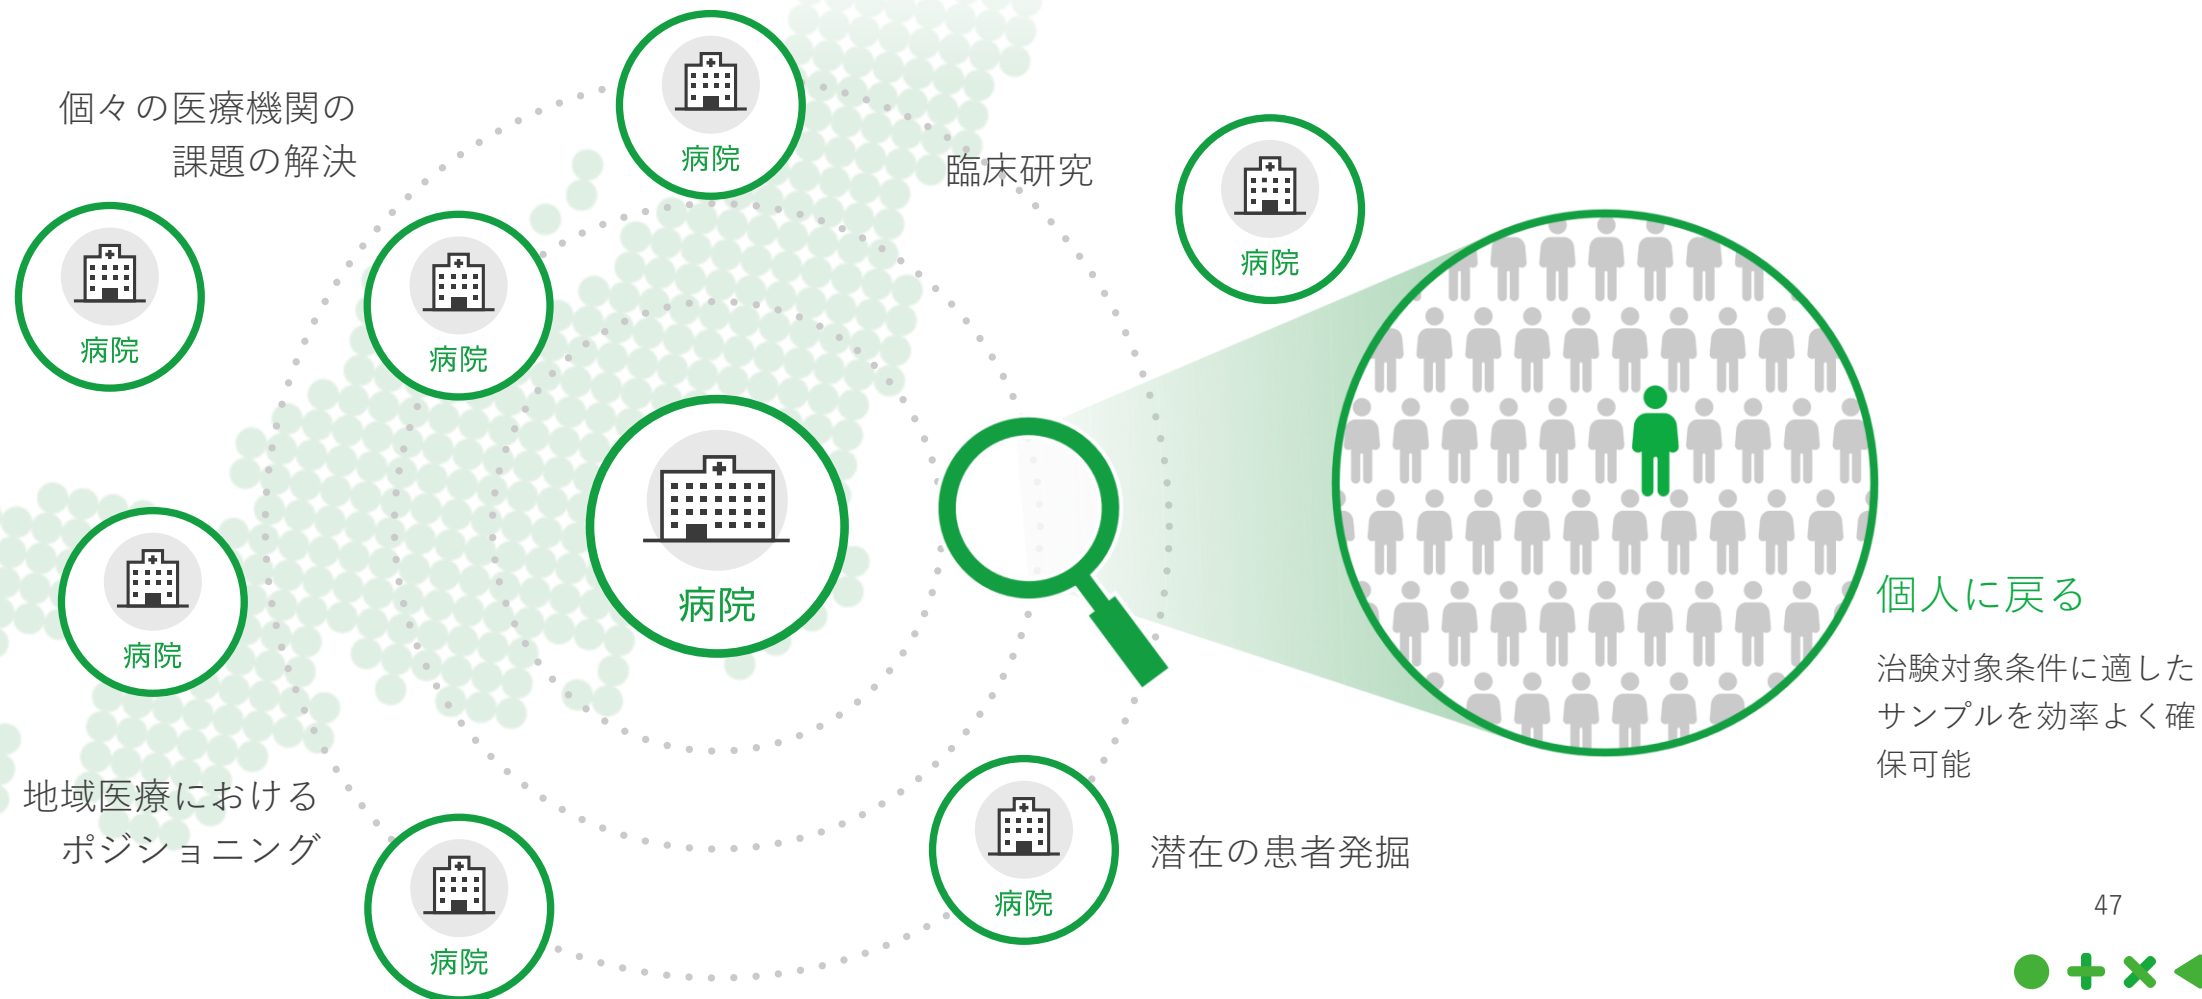 個々の医療機関の
課題の解決
病院
臨床研究
病院
病院
病院
病院
病院
個人に戻る
治験対象条件に適した
サンプルを効率よく確
保可能
病院
地域医療における
ポジショニング
潜在の患者発掘
病院
病院
47